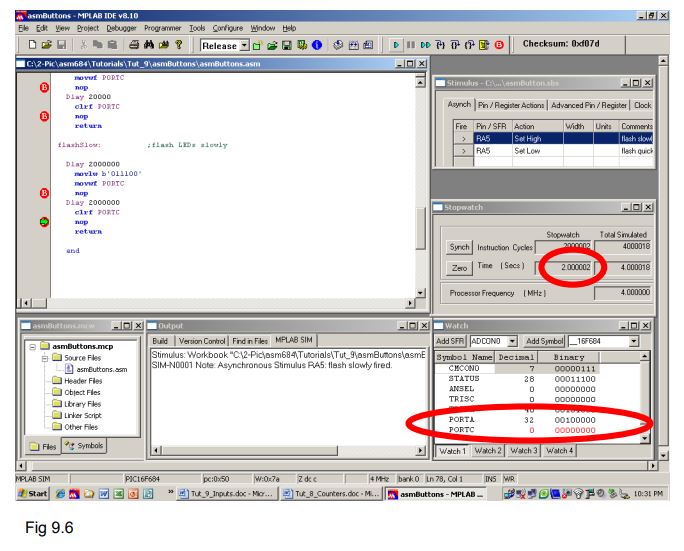 asmButtons - MPLAB IDE v8.10
File Edit View Project Debugger Programmer Tools Configure Window Help
Release Checksum: 0xf07d
C:\2-Pic\asm684\Tutorials\Tut_9\asmButtons\asmButtons.asm
movwf PORTC
B nop
Dlay 20000
clrf PORTC
B nop
return
flashSlow: ;flash LEDs slowly
Dlay 2000000
movlw b'011100'
movwf PORTC
B nop
Dlay 2000000
clrf PORTC
nop
return
end
Stimulus - C:\...\asmButton.sbs
Asynch Pin / Register Actions Advanced Pin / Register Clock
Fire Pin / SFR Action Width Units Comments
> RA5 Set High flash slowl
> RA5 Set Low flash quick
Stopwatch
Stopwatch Total Simulated
Synch Instruction Cycles 2000002 4000018
Zero Time (Secs) 2.000002 4.000018
Processor Frequency (MHz) 4.000000
asmButtons.mcw
asmButtons.mcp
Source Files
asmButtons.asm
Header Files
Object Files
Library Files
Linker Script
Other Files
Files Symbols
Output
Build Version Control Find in Files MPLAB SIM
Stimulus: Workbook "C:\2-Pic\asm684\Tutorials\Tut_9\asmButtons\asmE
SIM-N0001 Note: Asynchronous Stimulus RA5: flash slowly fired.
Watch
Add SFR ADCON0 Add Symbol __16F684
Symbol Name Decimal Binary
CMCON0 7 00000111
STATUS 28 00011100
ANSEL 0 00000000
TRISC 0 00000000
PORTA 32 00100000
PORTC 0 00000000
Watch 1 Watch 2 Watch 3 Watch 4
MPLAB SIM PIC16F684 pc:0x50 W:0x7a Z dc c 4 MHz bank 0 Ln 78, Col 1 INS WR
Start Tut_9_Inputs.doc - Micr... Tut_8_Counters.doc - Mi... asmButtons - MPLAB ... 10:31 PM
Fig 9.6